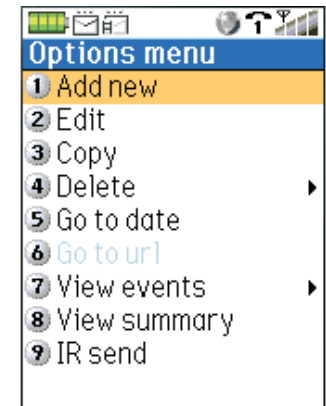 1
Options menu
1 Add new
2 Edit
3 Copy
4 Delete
5 Go to date
6 Go to url
7 View events
8 View summary
9 IR send